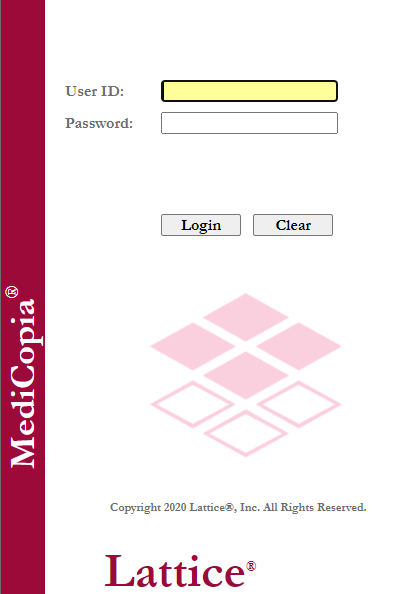 User ID:
Password:
Login Clear
MediCopia®
Copyright 2020 Lattice®, Inc. All Rights Reserved.
Lattice®